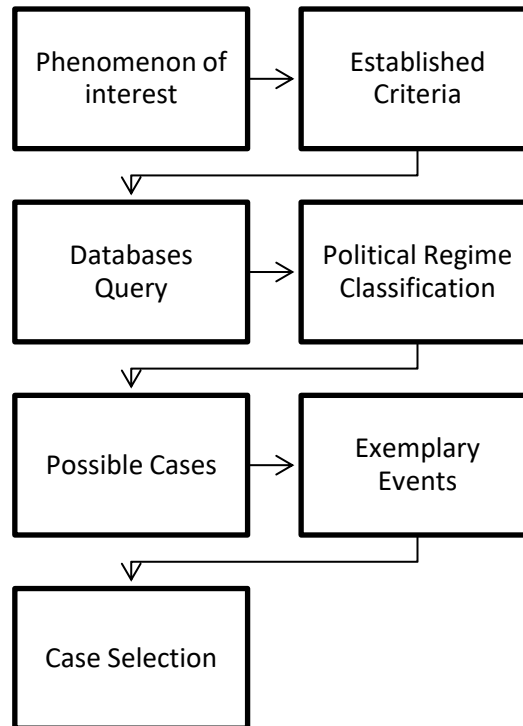 Phenomenon of
interest
Established
Criteria
Databases
Query
Political Regime
Classification
Possible Cases
Exemplary
Events
Case Selection